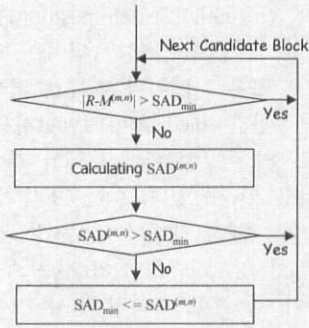 Next Candidate Block
|R-M^(m,n)| > SAD_min
Yes
No
Calculating SAD^(m,n)
SAD^(m,n) > SAD_min
Yes
No
SAD_min <= SAD^(m,n)